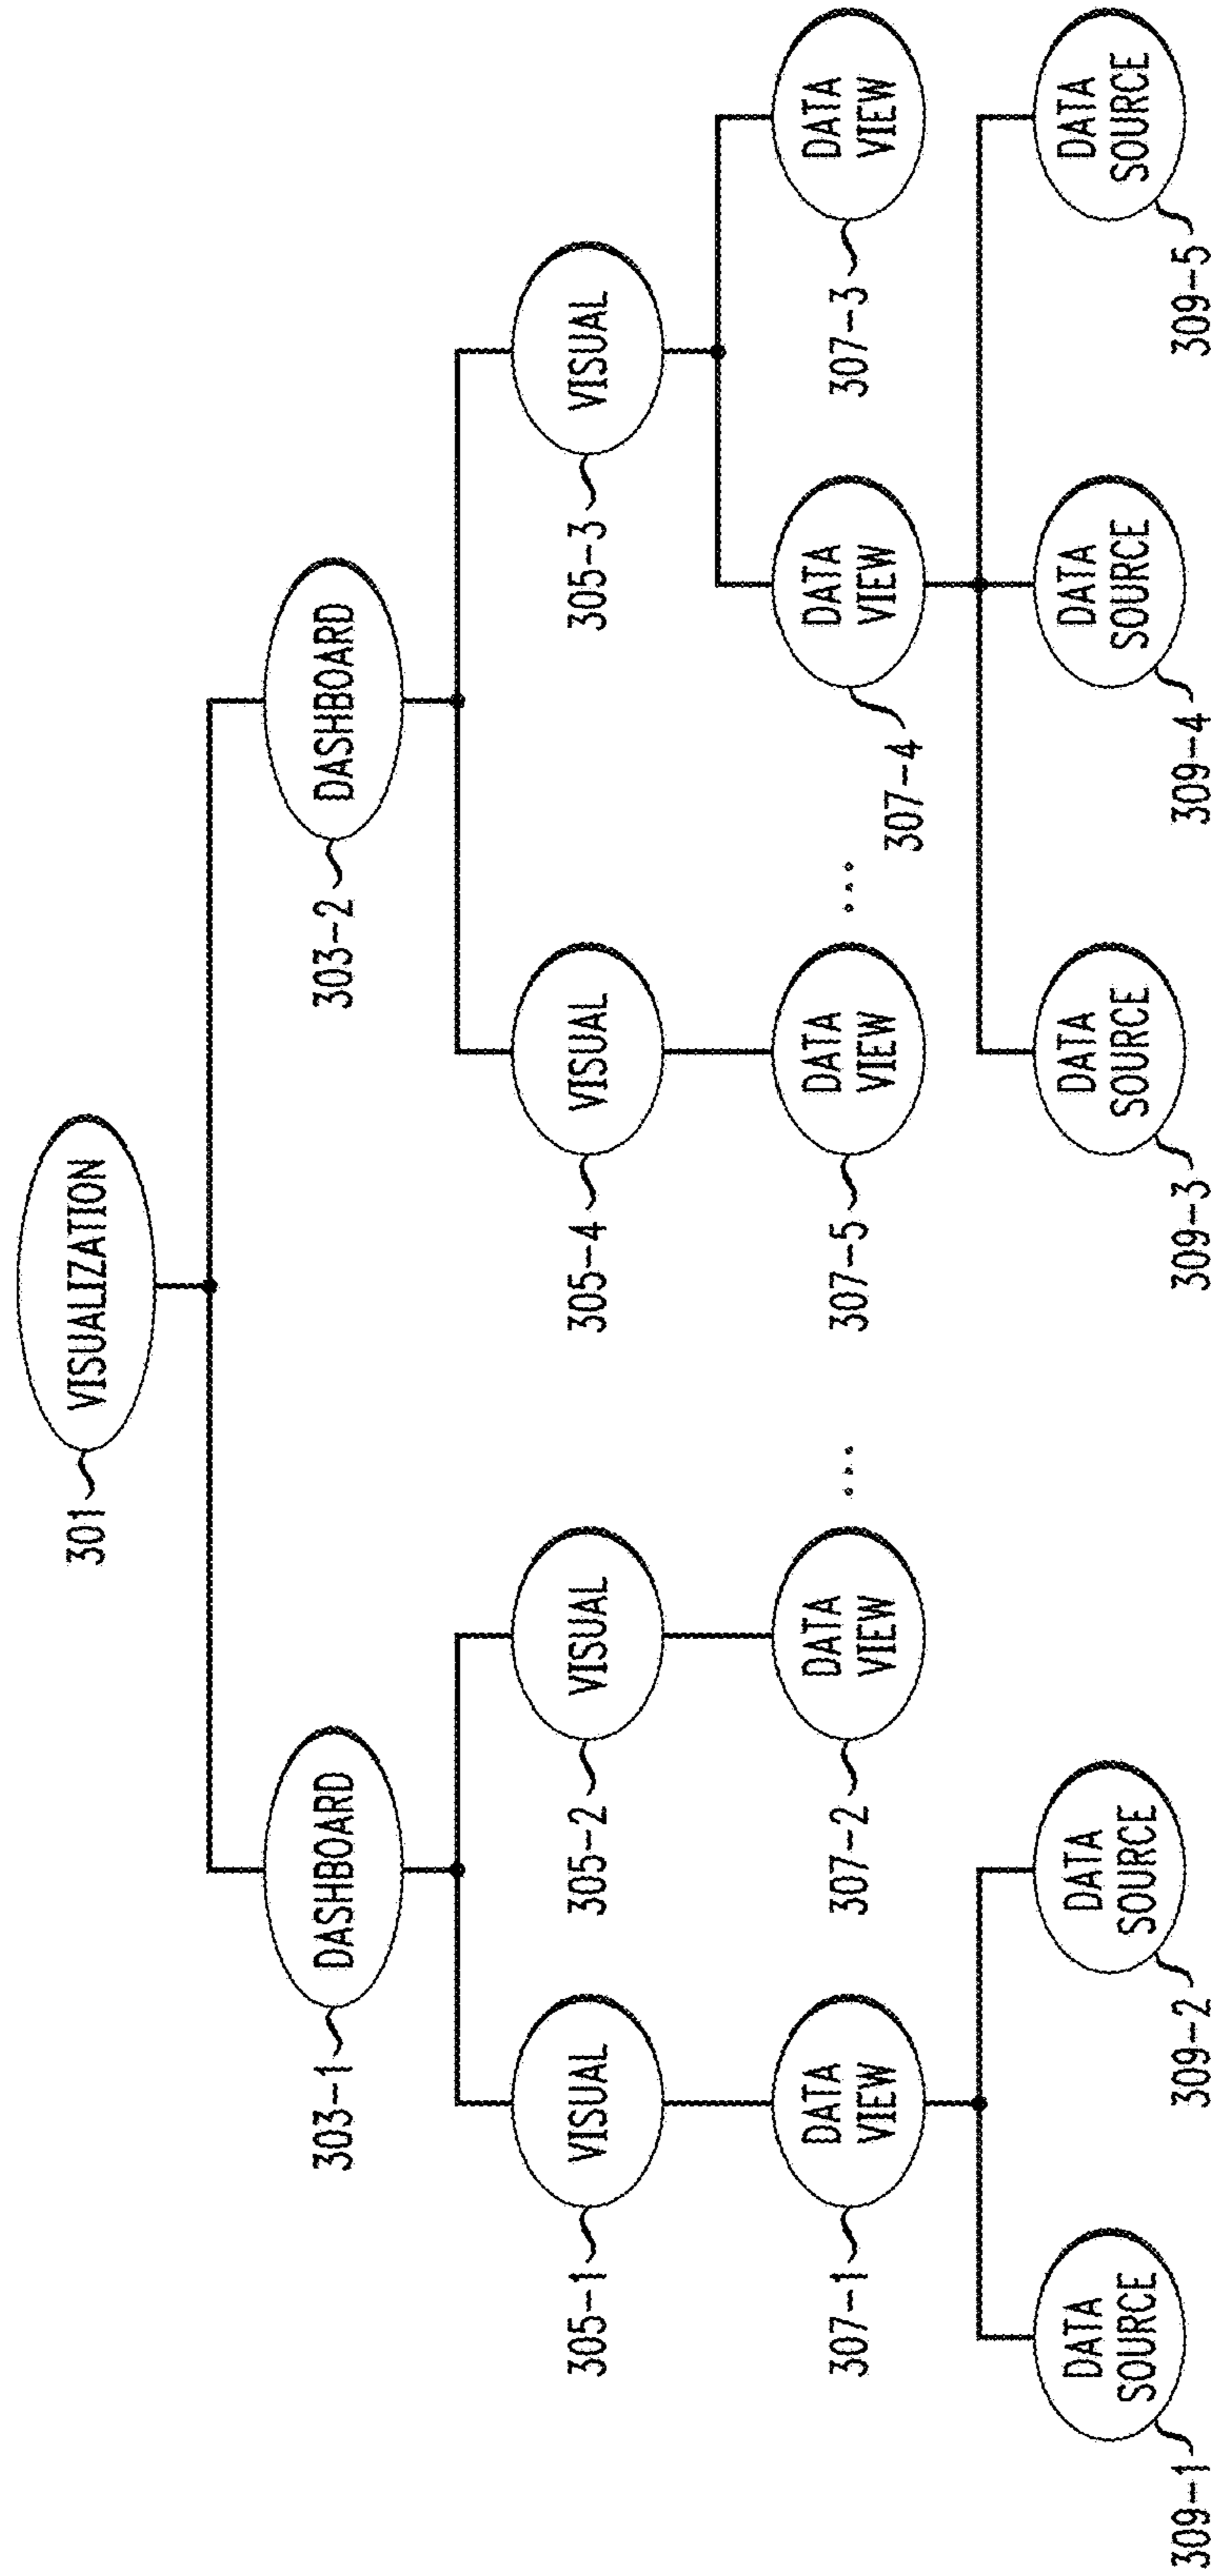 VISUALIZATION
301
DASHBOARD
303-1
DASHBOARD
303-2
VISUAL
305-1
VISUAL
305-2
VISUAL
305-4
VISUAL
305-3
DATA
VIEW
307-1
DATA
VIEW
307-2
...
DATA
VIEW
307-5
...
DATA
VIEW
307-4
DATA
VIEW
307-3
DATA
SOURCE
309-1
DATA
SOURCE
309-2
DATA
SOURCE
309-3
DATA
SOURCE
309-4
DATA
SOURCE
309-5